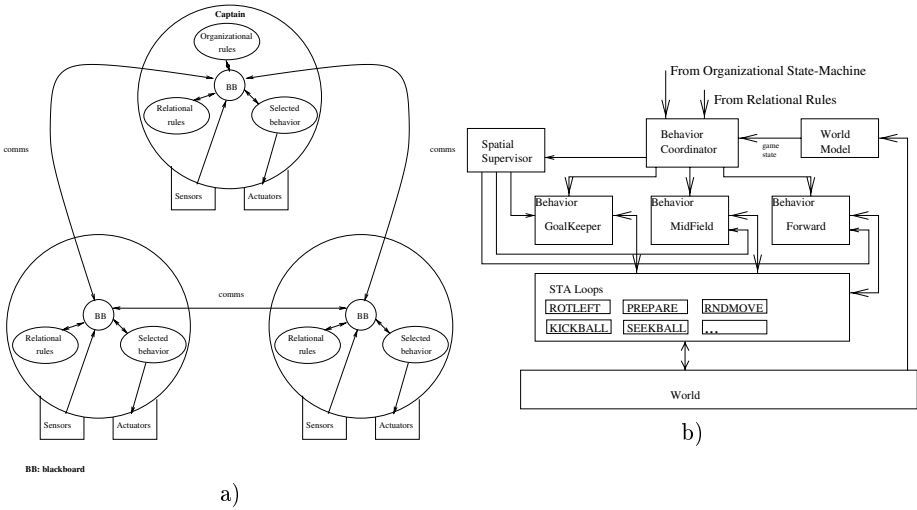 Captain
Organizational
rules
BB
Relational
rules
Selected
behavior
comms
comms
Sensors
Actuators
comms
BB
Relational
rules
Selected
behavior
Sensors
Actuators
BB
Relational
rules
Selected
behavior
Sensors
Actuators
BB: blackboard
a)
From Organizational State-Machine
From Relational Rules
Spatial
Supervisor
Behavior
Coordinator
game
state
World
Model
Behavior
GoalKeeper
Behavior
MidField
Behavior
Forward
STA Loops
ROTLEFT PREPARE RNDMOVE
KICKBALL SEEKBALL ...
World
b)